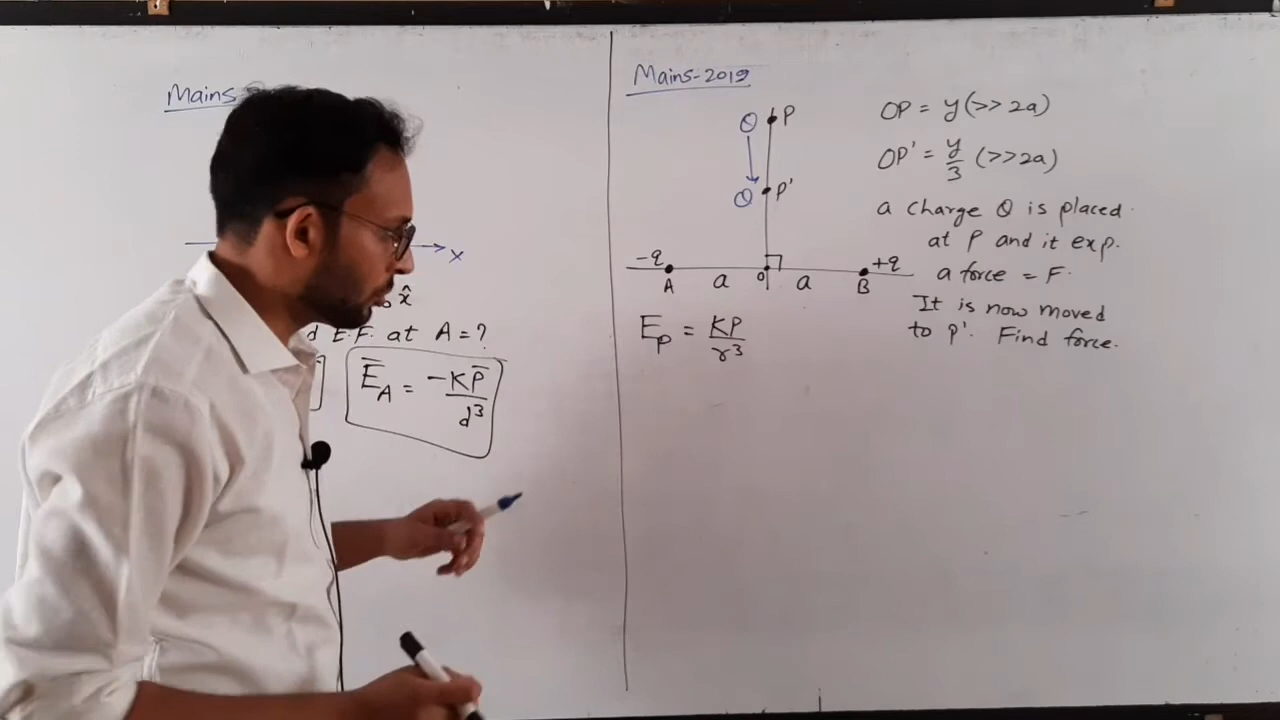 Mains-
x
x̂
E.F. at A = ?
E̅_A = -KP̅/d³
Mains-2019
Q P
Q P'
-q +q
A a O a B
E_P = KP/r³
OP = y (>> 2a)
OP' = y/3 (>>2a)
a charge Q is placed
at P and it exp.
a force = F.
It is now moved
to P'. Find force.